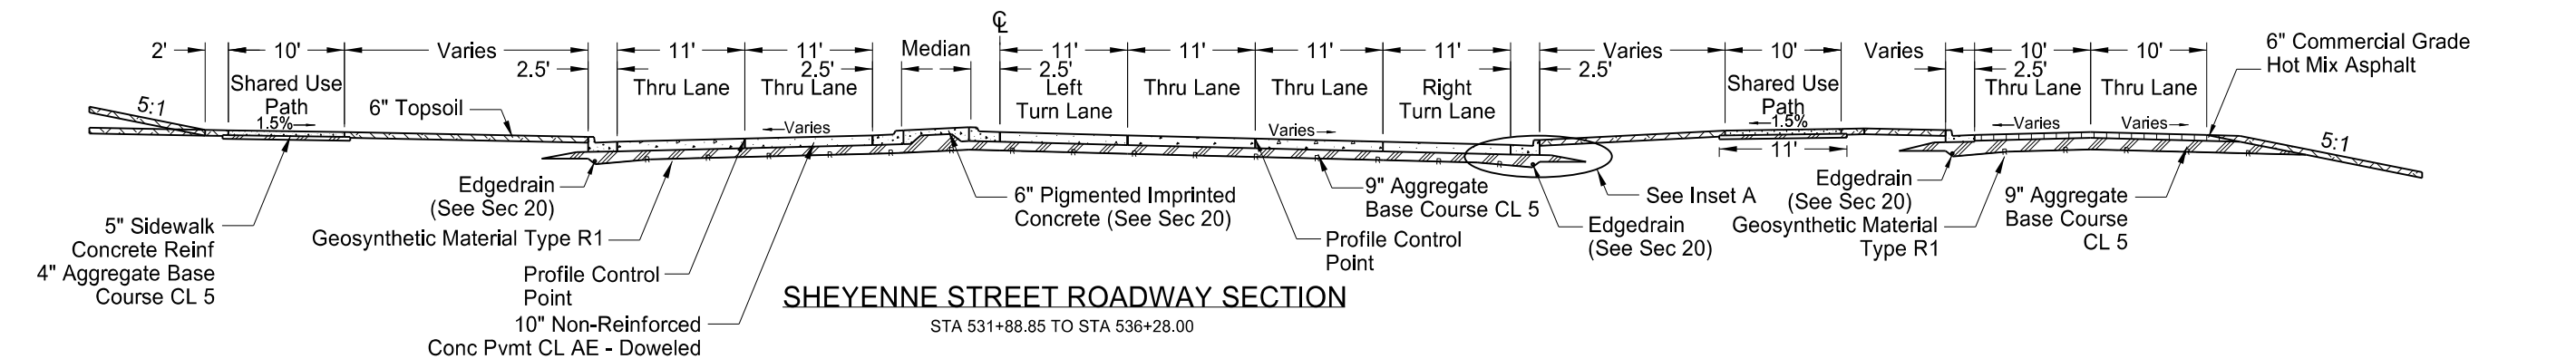 ℄
2' 10' Varies 11' 11' Median 11' 11' 11' 11' Varies 10' Varies 10' 10'
2.5' 2.5' 2.5' 2.5' 2.5'
Shared Use
Path
1.5%
5:1
6" Topsoil
Thru Lane
Thru Lane
Varies
Left
Turn Lane
Thru Lane
Thru Lane
Varies
Right
Turn Lane
Shared Use
Path
1.5%
11'
Thru Lane
Thru Lane
Varies
Varies
6" Commercial Grade
Hot Mix Asphalt
5:1
5" Sidewalk
Concrete Reinf
4" Aggregate Base
Course CL 5
Edgedrain
(See Sec 20)
Geosynthetic Material Type R1
Profile Control
Point
10" Non-Reinforced
Conc Pvmt CL AE - Doweled
6" Pigmented Imprinted
Concrete (See Sec 20)
9" Aggregate
Base Course CL 5
Profile Control
Point
See Inset A
Edgedrain
(See Sec 20)
Edgedrain
(See Sec 20)
Geosynthetic Material
Type R1
9" Aggregate
Base Course
CL 5
R R R R R R R R R R R R R R
SHEYENNE STREET ROADWAY SECTION
STA 531+88.85 TO STA 536+28.00